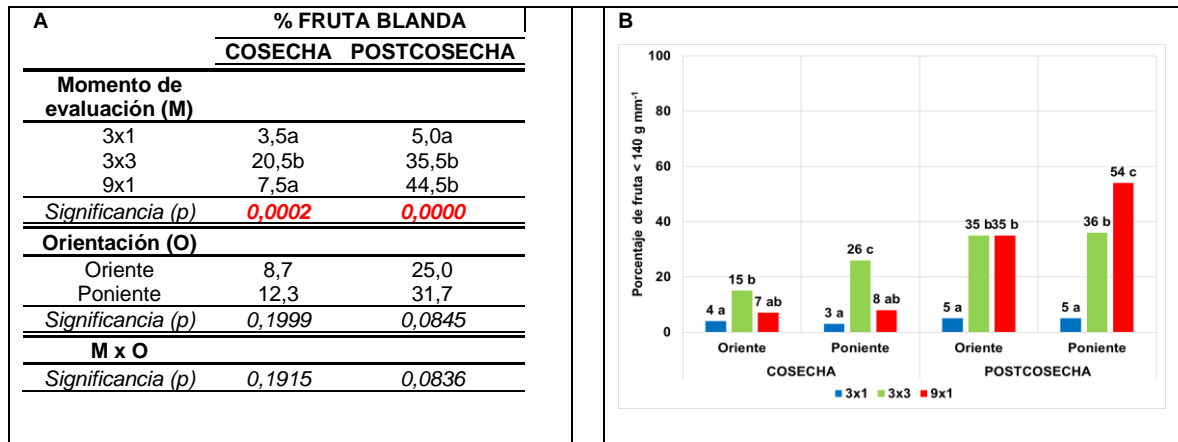 A
% FRUTA BLANDA
COSECHA POSTCOSECHA
Momento de
evaluación (M)
3x1 3,5a 5,0a
3x3 20,5b 35,5b
9x1 7,5a 44,5b
Significancia (p) 0,0002 0,0000
Orientación (O)
Oriente 8,7 25,0
Poniente 12,3 31,7
Significancia (p) 0,1999 0,0845
M x O
Significancia (p) 0,1915 0,0836
B
Porcentaje de fruta < 140 g mm⁻¹
100
80
60
40
20
0
4 a 15 b 7 ab 3 a 26 c 8 ab 5 a 35 b 35 b 5 a 36 b 54 c
Oriente Poniente Oriente Poniente
COSECHA POSTCOSECHA
3x1 3x3 9x1